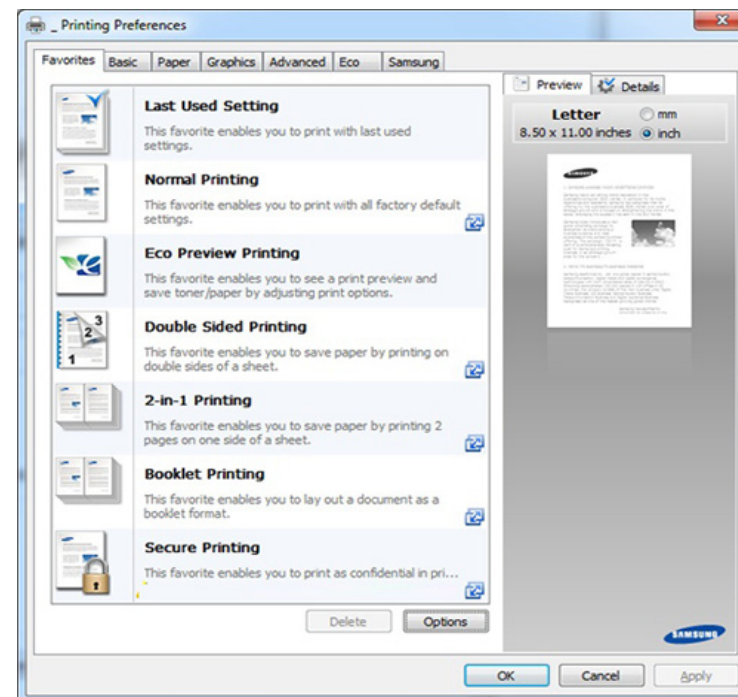 _ Printing Preferences
Favorites Basic Paper Graphics Advanced Eco Samsung
Last Used Setting
This favorite enables you to print with last used
settings.
Normal Printing
This favorite enables you to print with all factory default
settings.
Eco Preview Printing
This favorite enables you to see a print preview and
save toner/paper by adjusting print options.
Double Sided Printing
This favorite enables you to save paper by printing on
double sides of a sheet.
2-in-1 Printing
This favorite enables you to save paper by printing 2
pages on one side of a sheet.
Booklet Printing
This favorite enables you to lay out a document as a
booklet format.
Secure Printing
This favorite enables you to print as confidential in pri...
1
2
3
Delete Options
Preview Details
Letter mm
8.50 x 11.00 inches inch
SAMSUNG
SAMSUNG
OK Cancel Apply